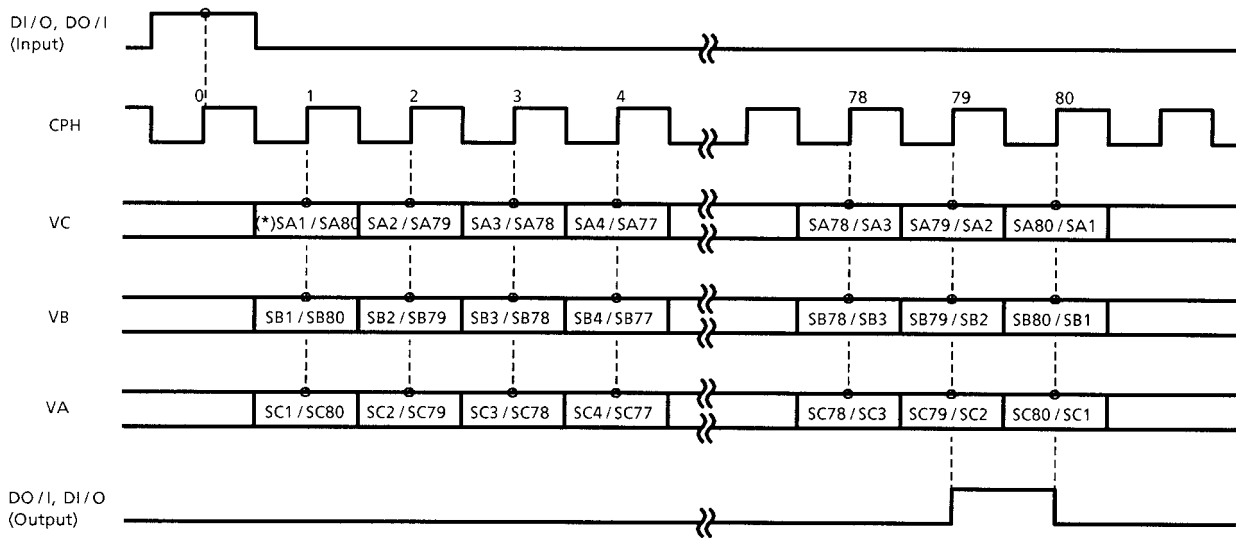 DI/O, DO/I
(Input)
0 1 2 3 4 78 79 80
CPH
VC (*)SA1/SA80 SA2/SA79 SA3/SA78 SA4/SA77 SA78/SA3 SA79/SA2 SA80/SA1
VB SB1/SB80 SB2/SB79 SB3/SB78 SB4/SB77 SB78/SB3 SB79/SB2 SB80/SB1
VA SC1/SC80 SC2/SC79 SC3/SC78 SC4/SC77 SC78/SC3 SC79/SC2 SC80/SC1
DO/I, DI/O
(Output)